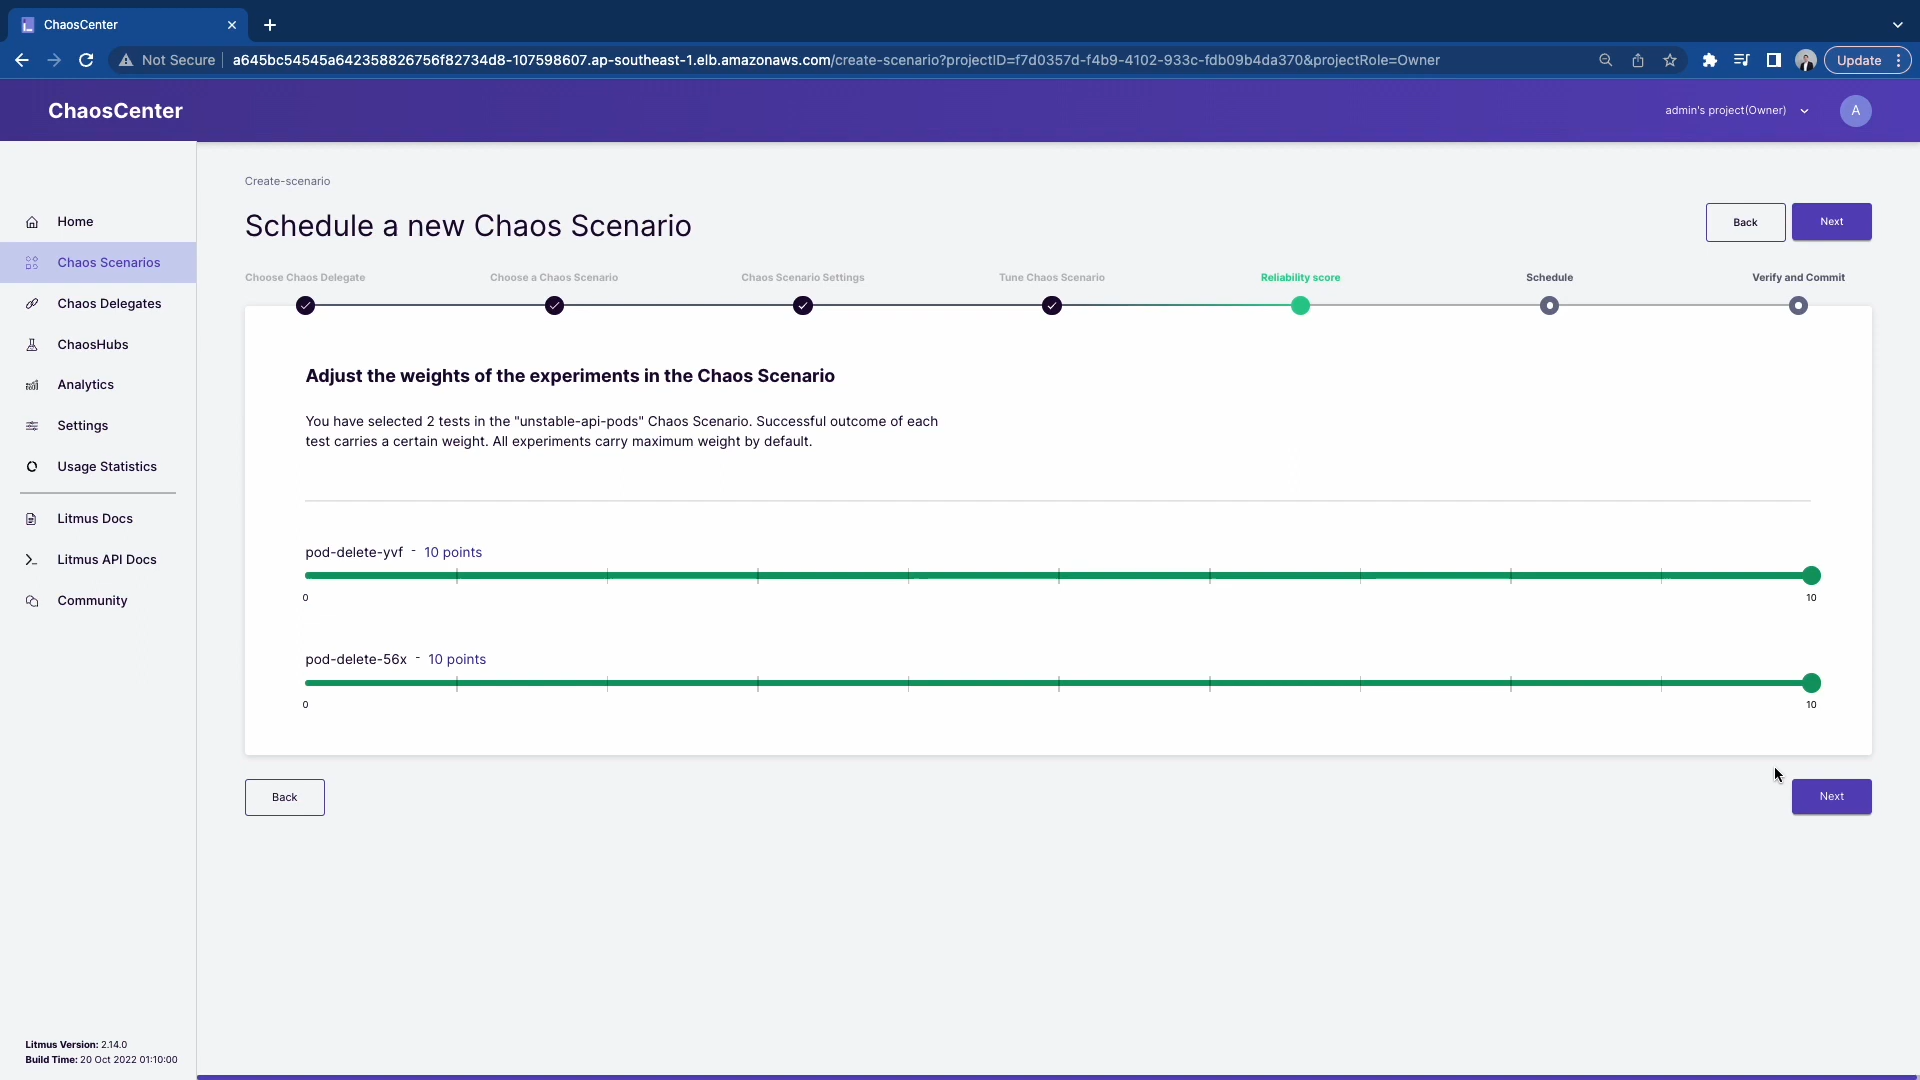 ChaosCenter
Not Secure
a645bc54545a642358826756f82734d8-107598607.ap-southeast-1.elb.amazonaws.com/create-scenario?projectID=f7d0357d-f4b9-4102-933c-fdb09b4da370&projectRole=Owner
Update
ChaosCenter
admin's project(Owner)
A
Home
Chaos Scenarios
Chaos Delegates
ChaosHubs
Analytics
Settings
Usage Statistics
Litmus Docs
Litmus API Docs
Community
Litmus Version: 2.14.0
Build Time: 20 Oct 2022 01:10:00
Create-scenario
Schedule a new Chaos Scenario
Back
Next
Choose Chaos Delegate
Choose a Chaos Scenario
Chaos Scenario Settings
Tune Chaos Scenario
Reliability score
Schedule
Verify and Commit
Adjust the weights of the experiments in the Chaos Scenario
You have selected 2 tests in the "unstable-api-pods" Chaos Scenario. Successful outcome of each
test carries a certain weight. All experiments carry maximum weight by default.
pod-delete-yvf - 10 points
0
10
pod-delete-56x - 10 points
0
10
Back
Next